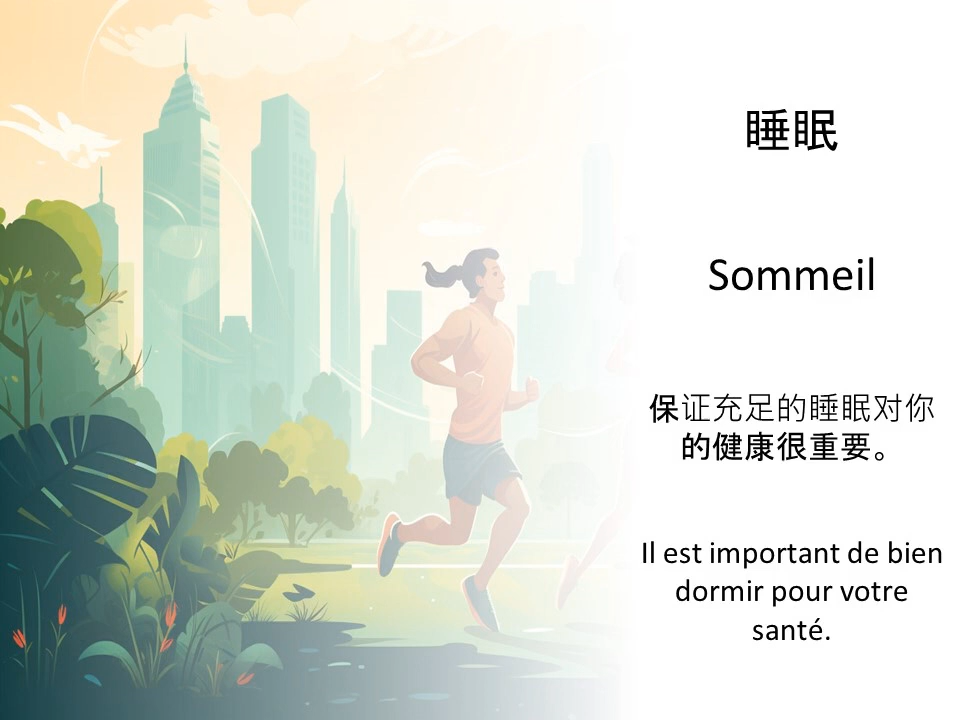 睡眠
Sommeil
保证充足的睡眠对你
的健康很重要。
Il est important de bien
dormir pour votre
santé.